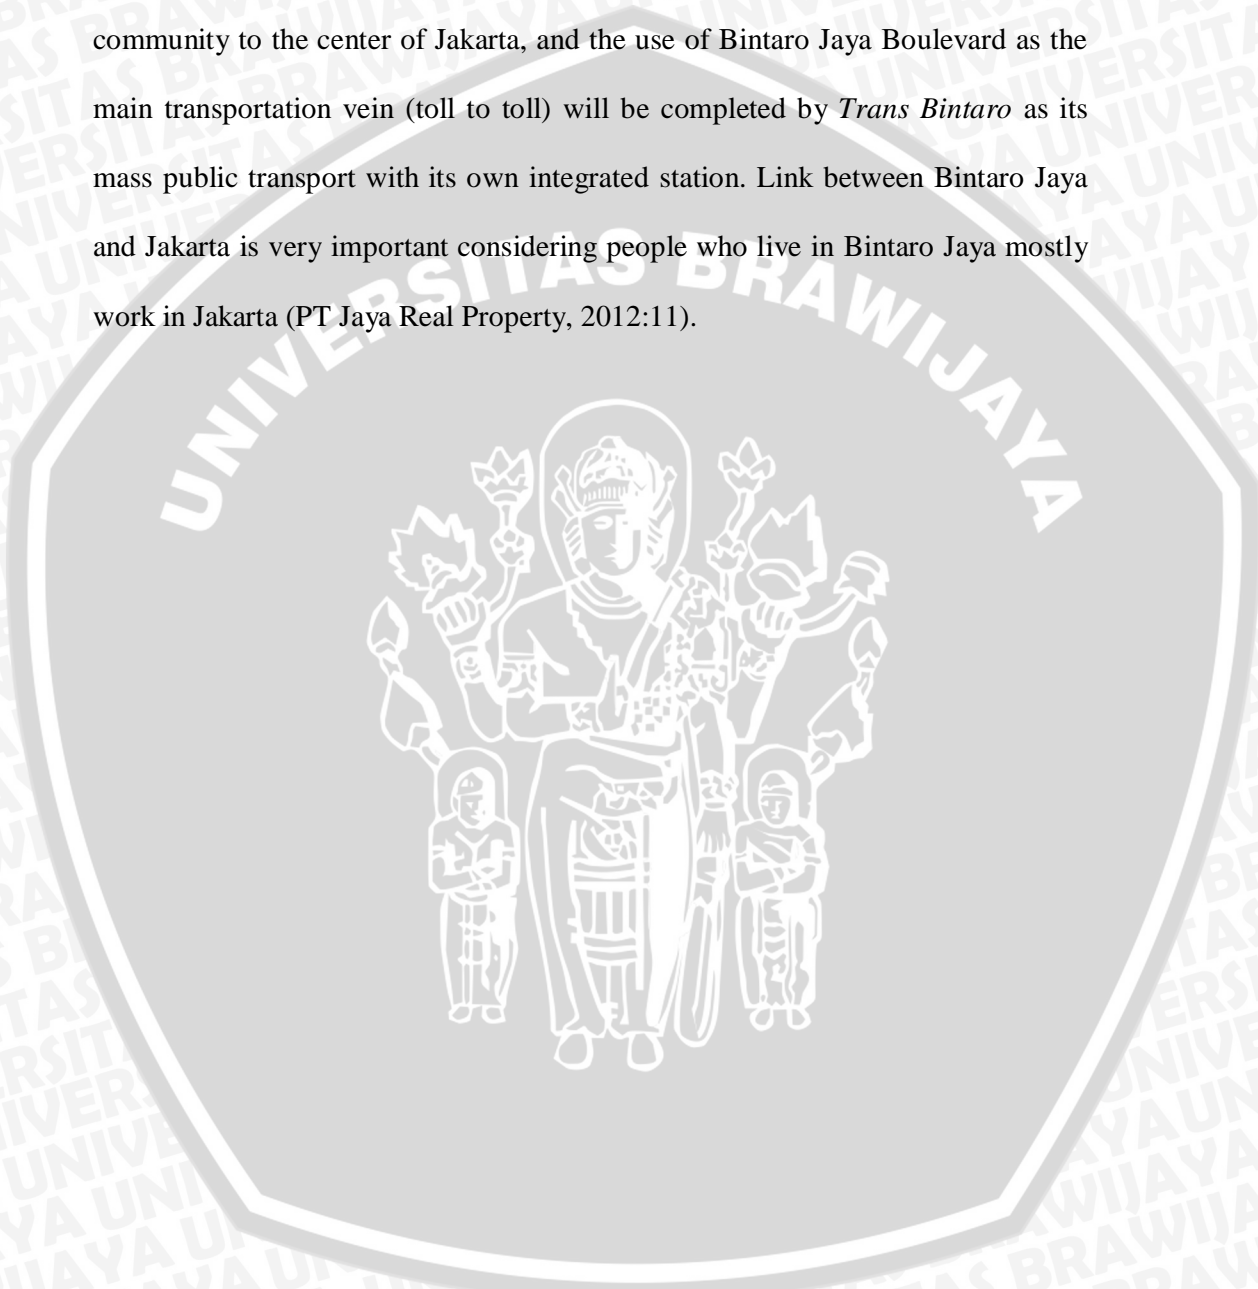 community to the center of Jakarta, and the use of Bintaro Jaya Boulevard as the
main transportation vein (toll to toll) will be completed by Trans Bintaro as its
mass public transport with its own integrated station. Link between Bintaro Jaya
and Jakarta is very important considering people who live in Bintaro Jaya mostly
work in Jakarta (PT Jaya Real Property, 2012:11).
UNIVERSITAS BRAWIJAYA